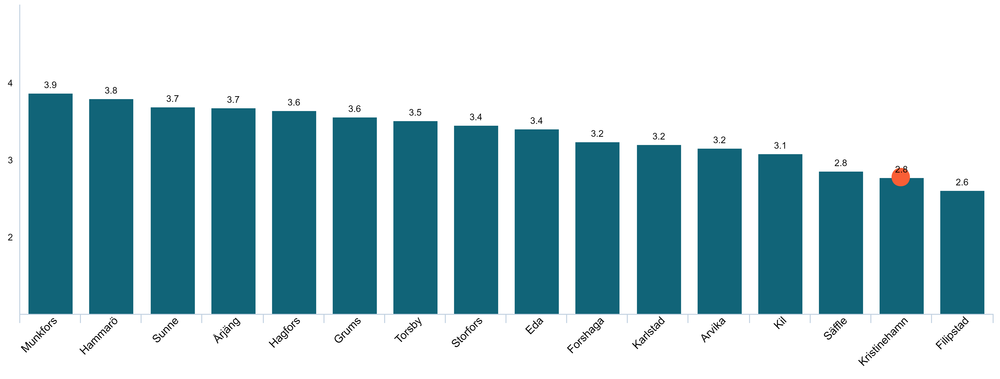 4
3
2
3.9
3.8
3.7
3.7
3.6
3.6
3.5
3.4
3.4
3.2
3.2
3.2
3.1
2.8
2.8
2.6
Munkfors
Hammarö
Sunne
Årjäng
Hagfors
Grums
Torsby
Storfors
Eda
Forshaga
Karlstad
Arvika
Kil
Säffle
Kristinehamn
Filipstad